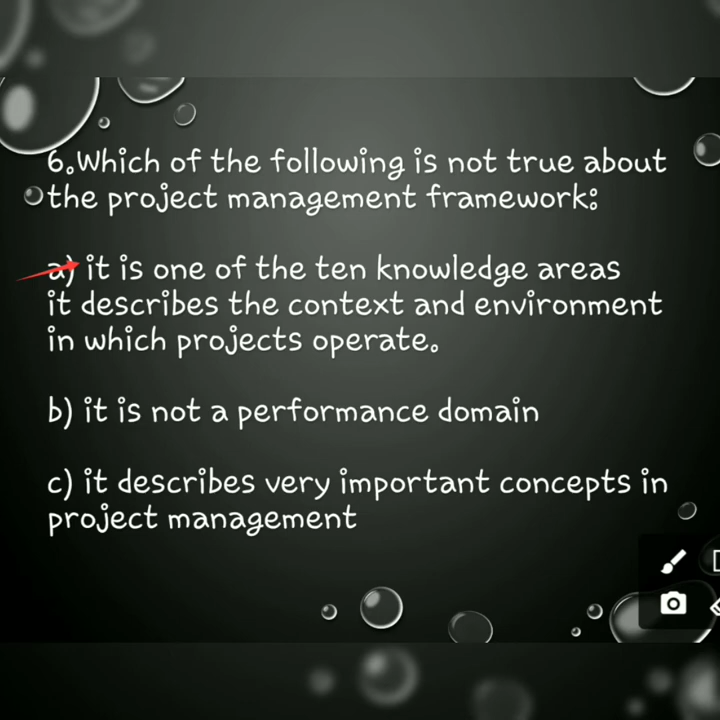 6.Which of the following is not true about
the project management framework:
a) it is one of the ten knowledge areas
it describes the context and environment
in which projects operate.
b) it is not a performance domain
c) it describes very important concepts in
project management